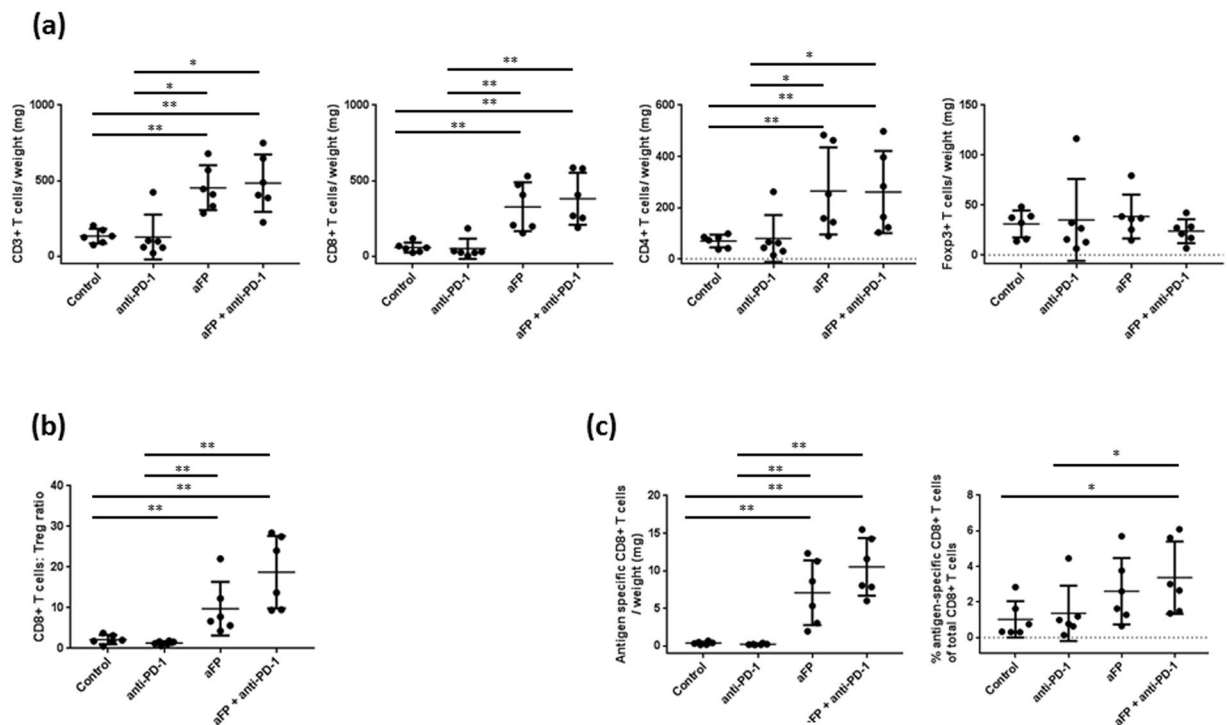 (a)
*
*
**
**
CD3+ T cells/ weight (mg)
1000
500
0
Control
anti-PD-1
aFP
aFP + anti-PD-1
**
**
**
**
CD8+ T cells/ weight (mg)
1000
500
0
Control
anti-PD-1
aFP
aFP + anti-PD-1
*
*
**
**
CD4+ T cells/ weight (mg)
600
400
200
0
Control
anti-PD-1
aFP
aFP + anti-PD-1
Foxp3+ T cells/ weight (mg)
150
100
50
0
Control
anti-PD-1
aFP
aFP + anti-PD-1
(b)
**
**
**
**
CD8+ T cells: Treg ratio
40
30
20
10
0
Control
anti-PD-1
aFP
aFP + anti-PD-1
(c)
**
**
**
**
Antigen specific CD8+ T cells
/ weight (mg)
20
15
10
5
0
Control
anti-PD-1
aFP
-FP + anti-PD-1
*
*
% antigen-specific CD8+ T cells
of total CD8+ T cells
8
6
4
2
0
Control
anti-PD-1
aFP
aFP + anti-PD-1